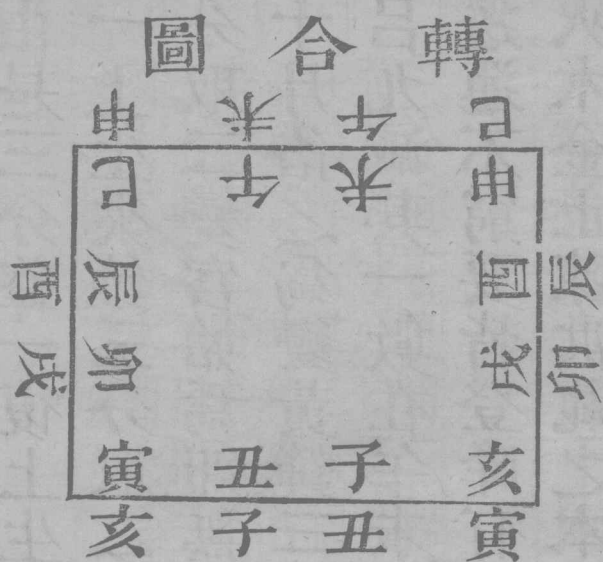 轉合圖
巳午未申
申未午巳
辰酉辰酉
卯戌卯戌
亥子丑寅
寅丑子亥